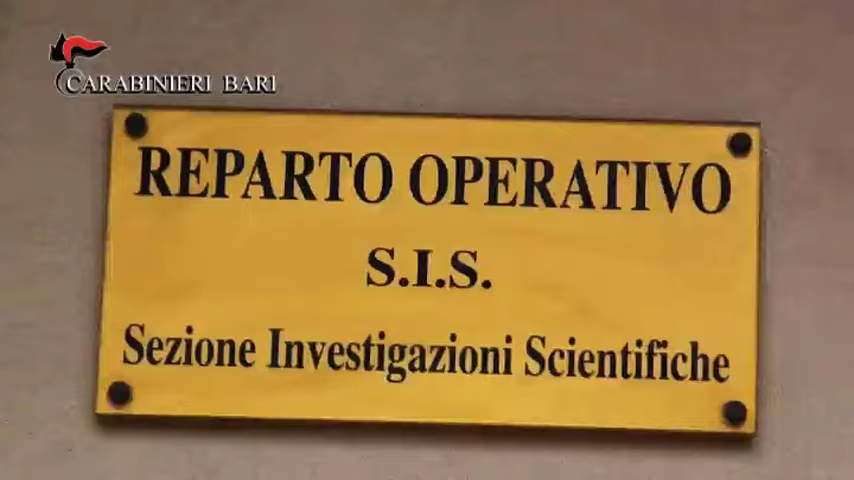 CARABINIERI BARI
REPARTO OPERATIVO
S.I.S.
Sezione Investigazioni Scientifiche